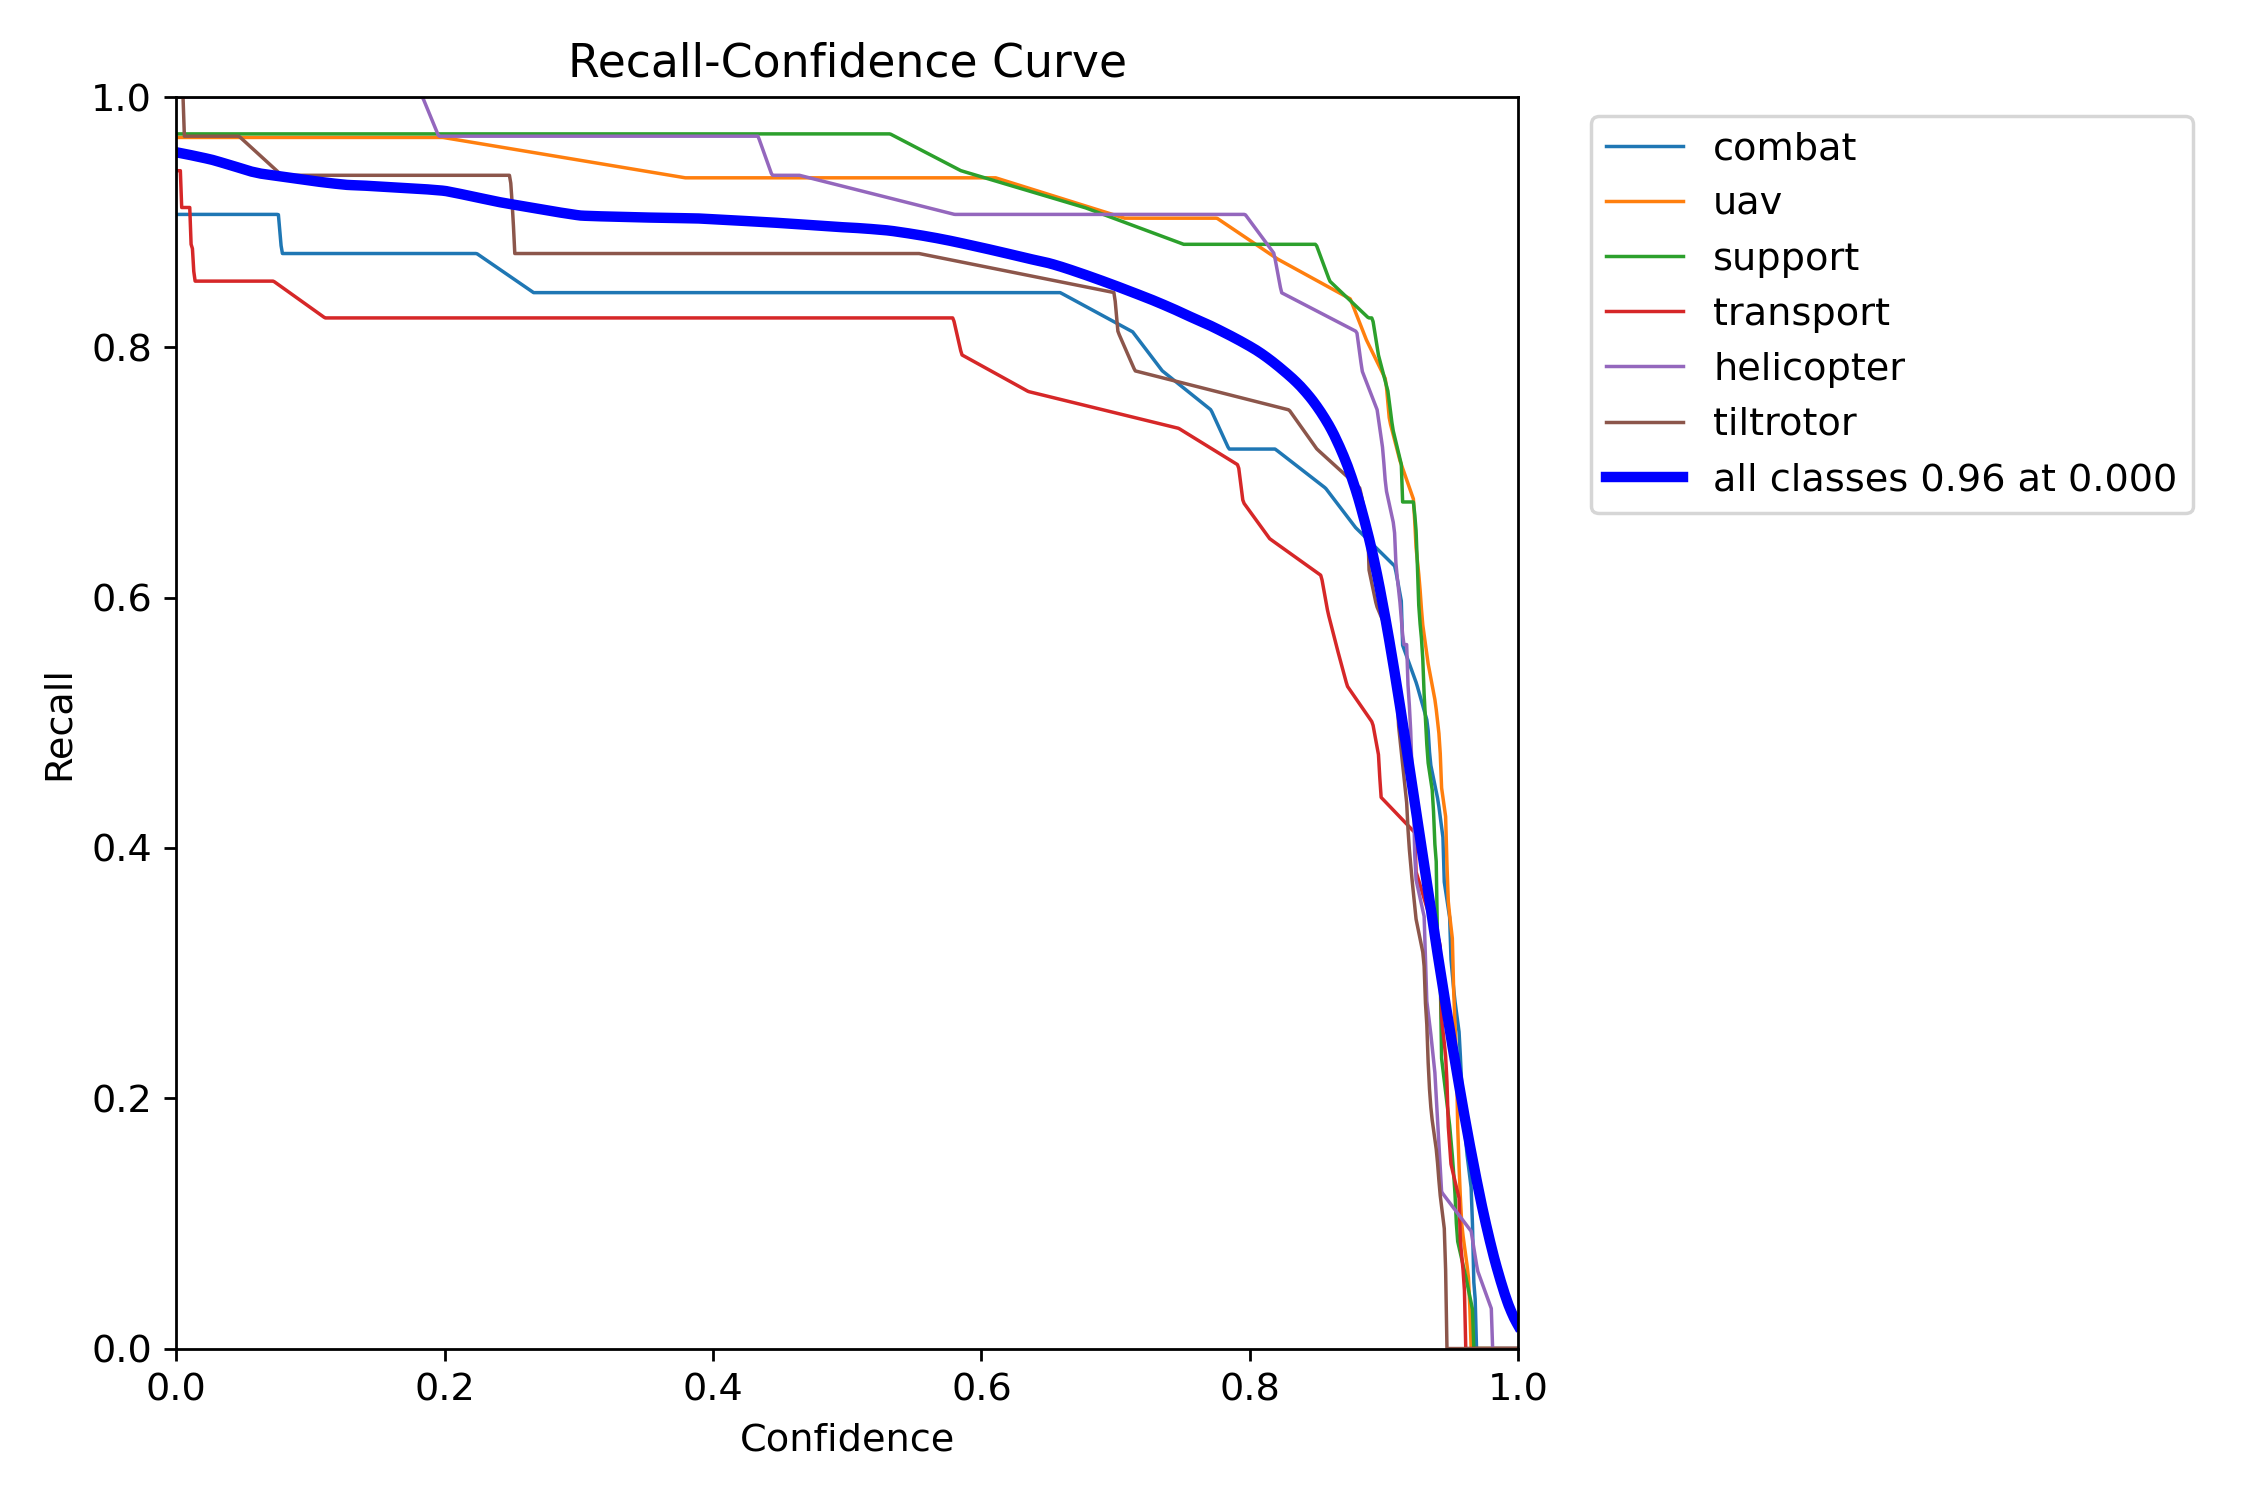 Recall-Confidence Curve
1.0
0.8
0.6
0.4
0.2
0.0
Recall
0.0 0.2 0.4 0.6 0.8 1.0
Confidence
combat
uav
support
transport
helicopter
tiltrotor
all classes 0.96 at 0.000